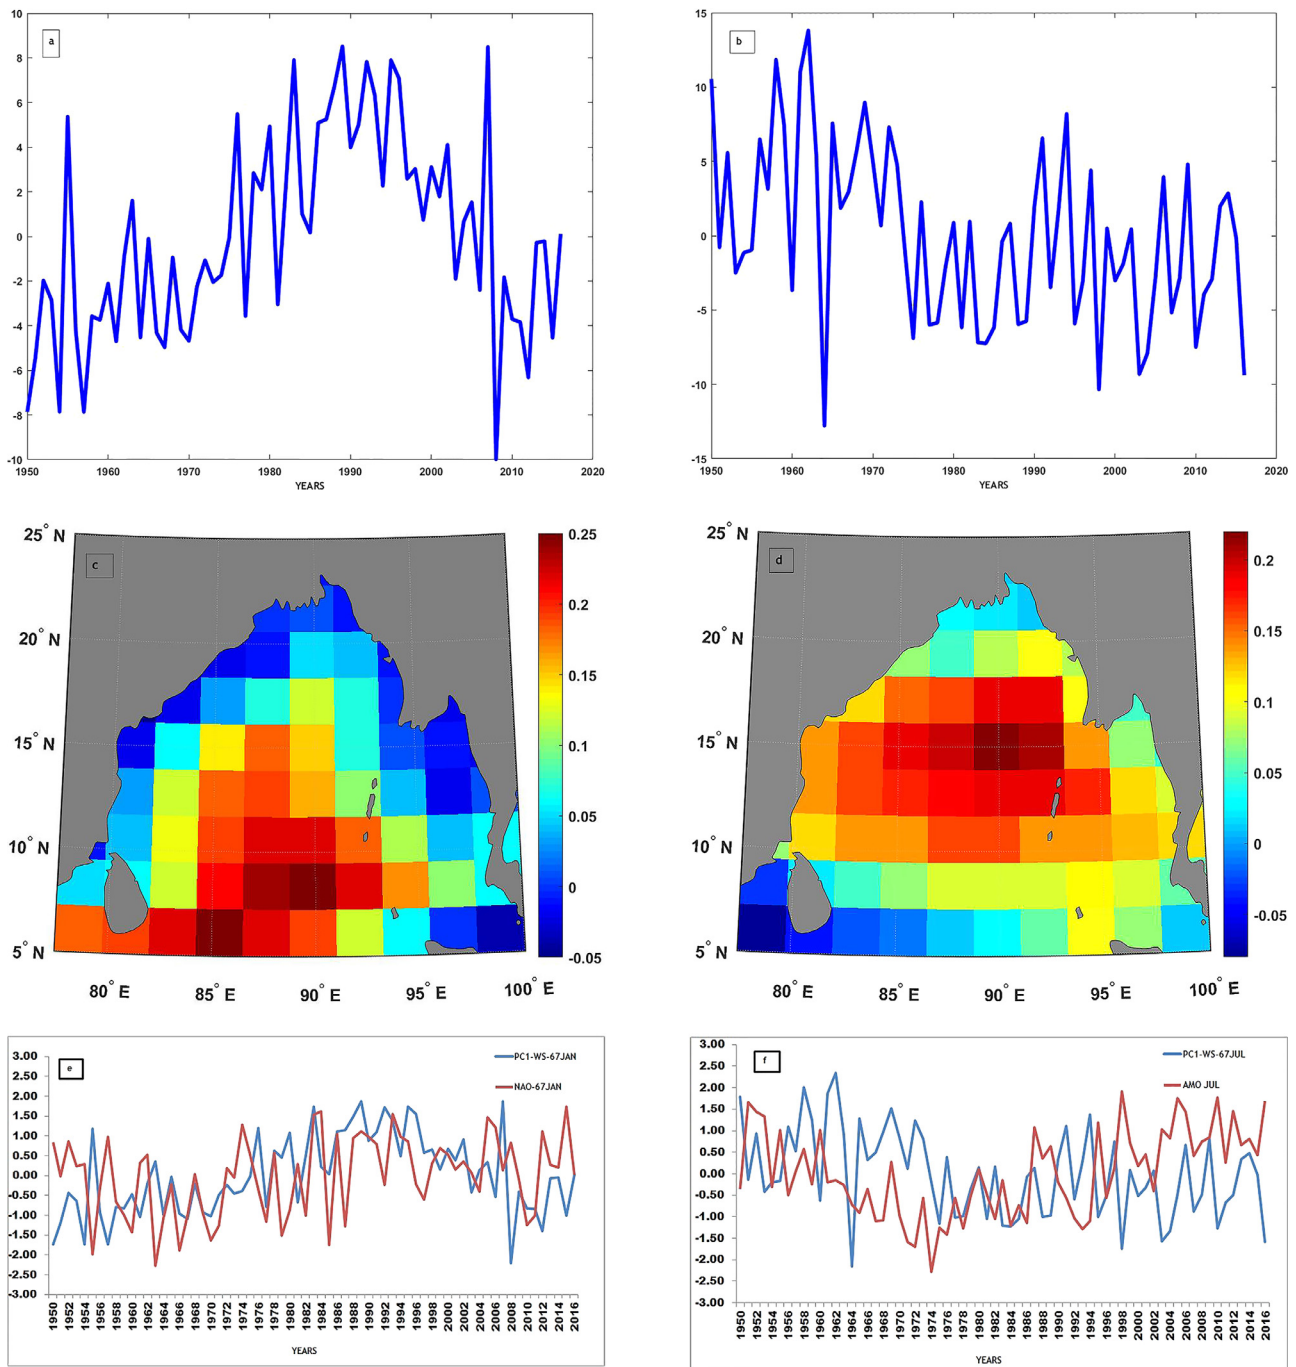 a
10
8
6
4
2
0
-2
-4
-6
-8
-10
1950 1960 1970 1980 1990 2000 2010 2020
YEARS
b
15
10
5
0
-5
-10
-15
1950 1960 1970 1980 1990 2000 2010 2020
YEARS
c
25° N
20° N
15° N
10° N
5° N
80° E 85° E 90° E 95° E 100° E
0.25
0.2
0.15
0.1
0.05
0
-0.05
d
25° N
20° N
15° N
10° N
5° N
80° E 85° E 90° E 95° E 100° E
0.2
0.15
0.1
0.05
0
-0.05
e
PC1-WS-67JAN
NAO-67JAN
3.00
2.50
2.00
1.50
1.00
0.50
0.00
-0.50
-1.00
-1.50
-2.00
-2.50
-3.00
1950 1952 1954 1956 1958 1960 1962 1964 1966 1968 1970 1972 1974 1976 1978 1980 1982 1984 1986 1988 1990 1992 1994 1996 1998 2000 2002 2004 2006 2008 2010 2012 2014 2016
YEARS
f
PC1-WS-67JUL
AMO JUL
3.00
2.50
2.00
1.50
1.00
0.50
0.00
-0.50
-1.00
-1.50
-2.00
-2.50
-3.00
1950 1952 1954 1956 1958 1960 1962 1964 1966 1968 1970 1972 1974 1976 1978 1980 1982 1984 1986 1988 1990 1992 1994 1996 1998 2000 2002 2004 2006 2008 2010 2012 2014 2016
YEARS